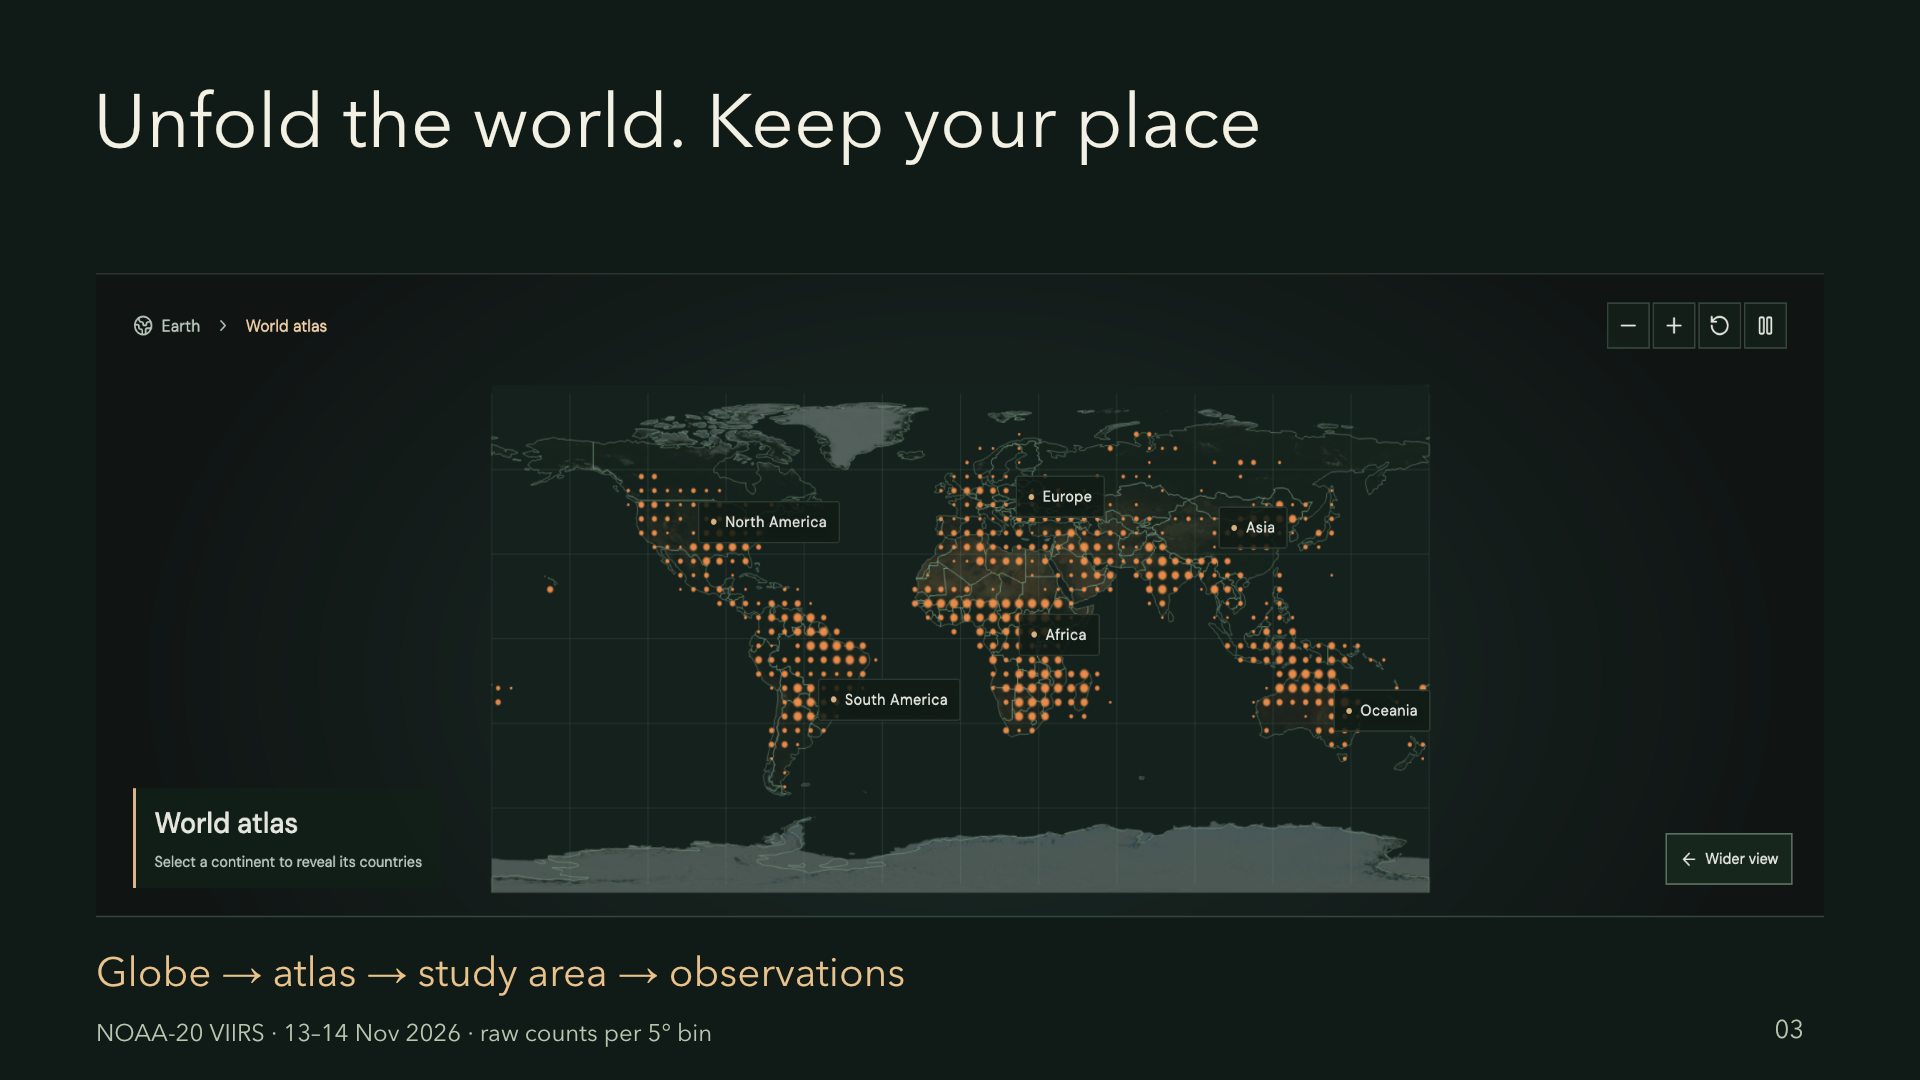 Unfold the world. Keep your place
Earth > World atlas
North America
Europe
Asia
Africa
South America
Oceania
World atlas
Select a continent to reveal its countries
← Wider view
Globe → atlas → study area → observations
NOAA-20 VIIRS · 13–14 Nov 2026 · raw counts per 5° bin
03